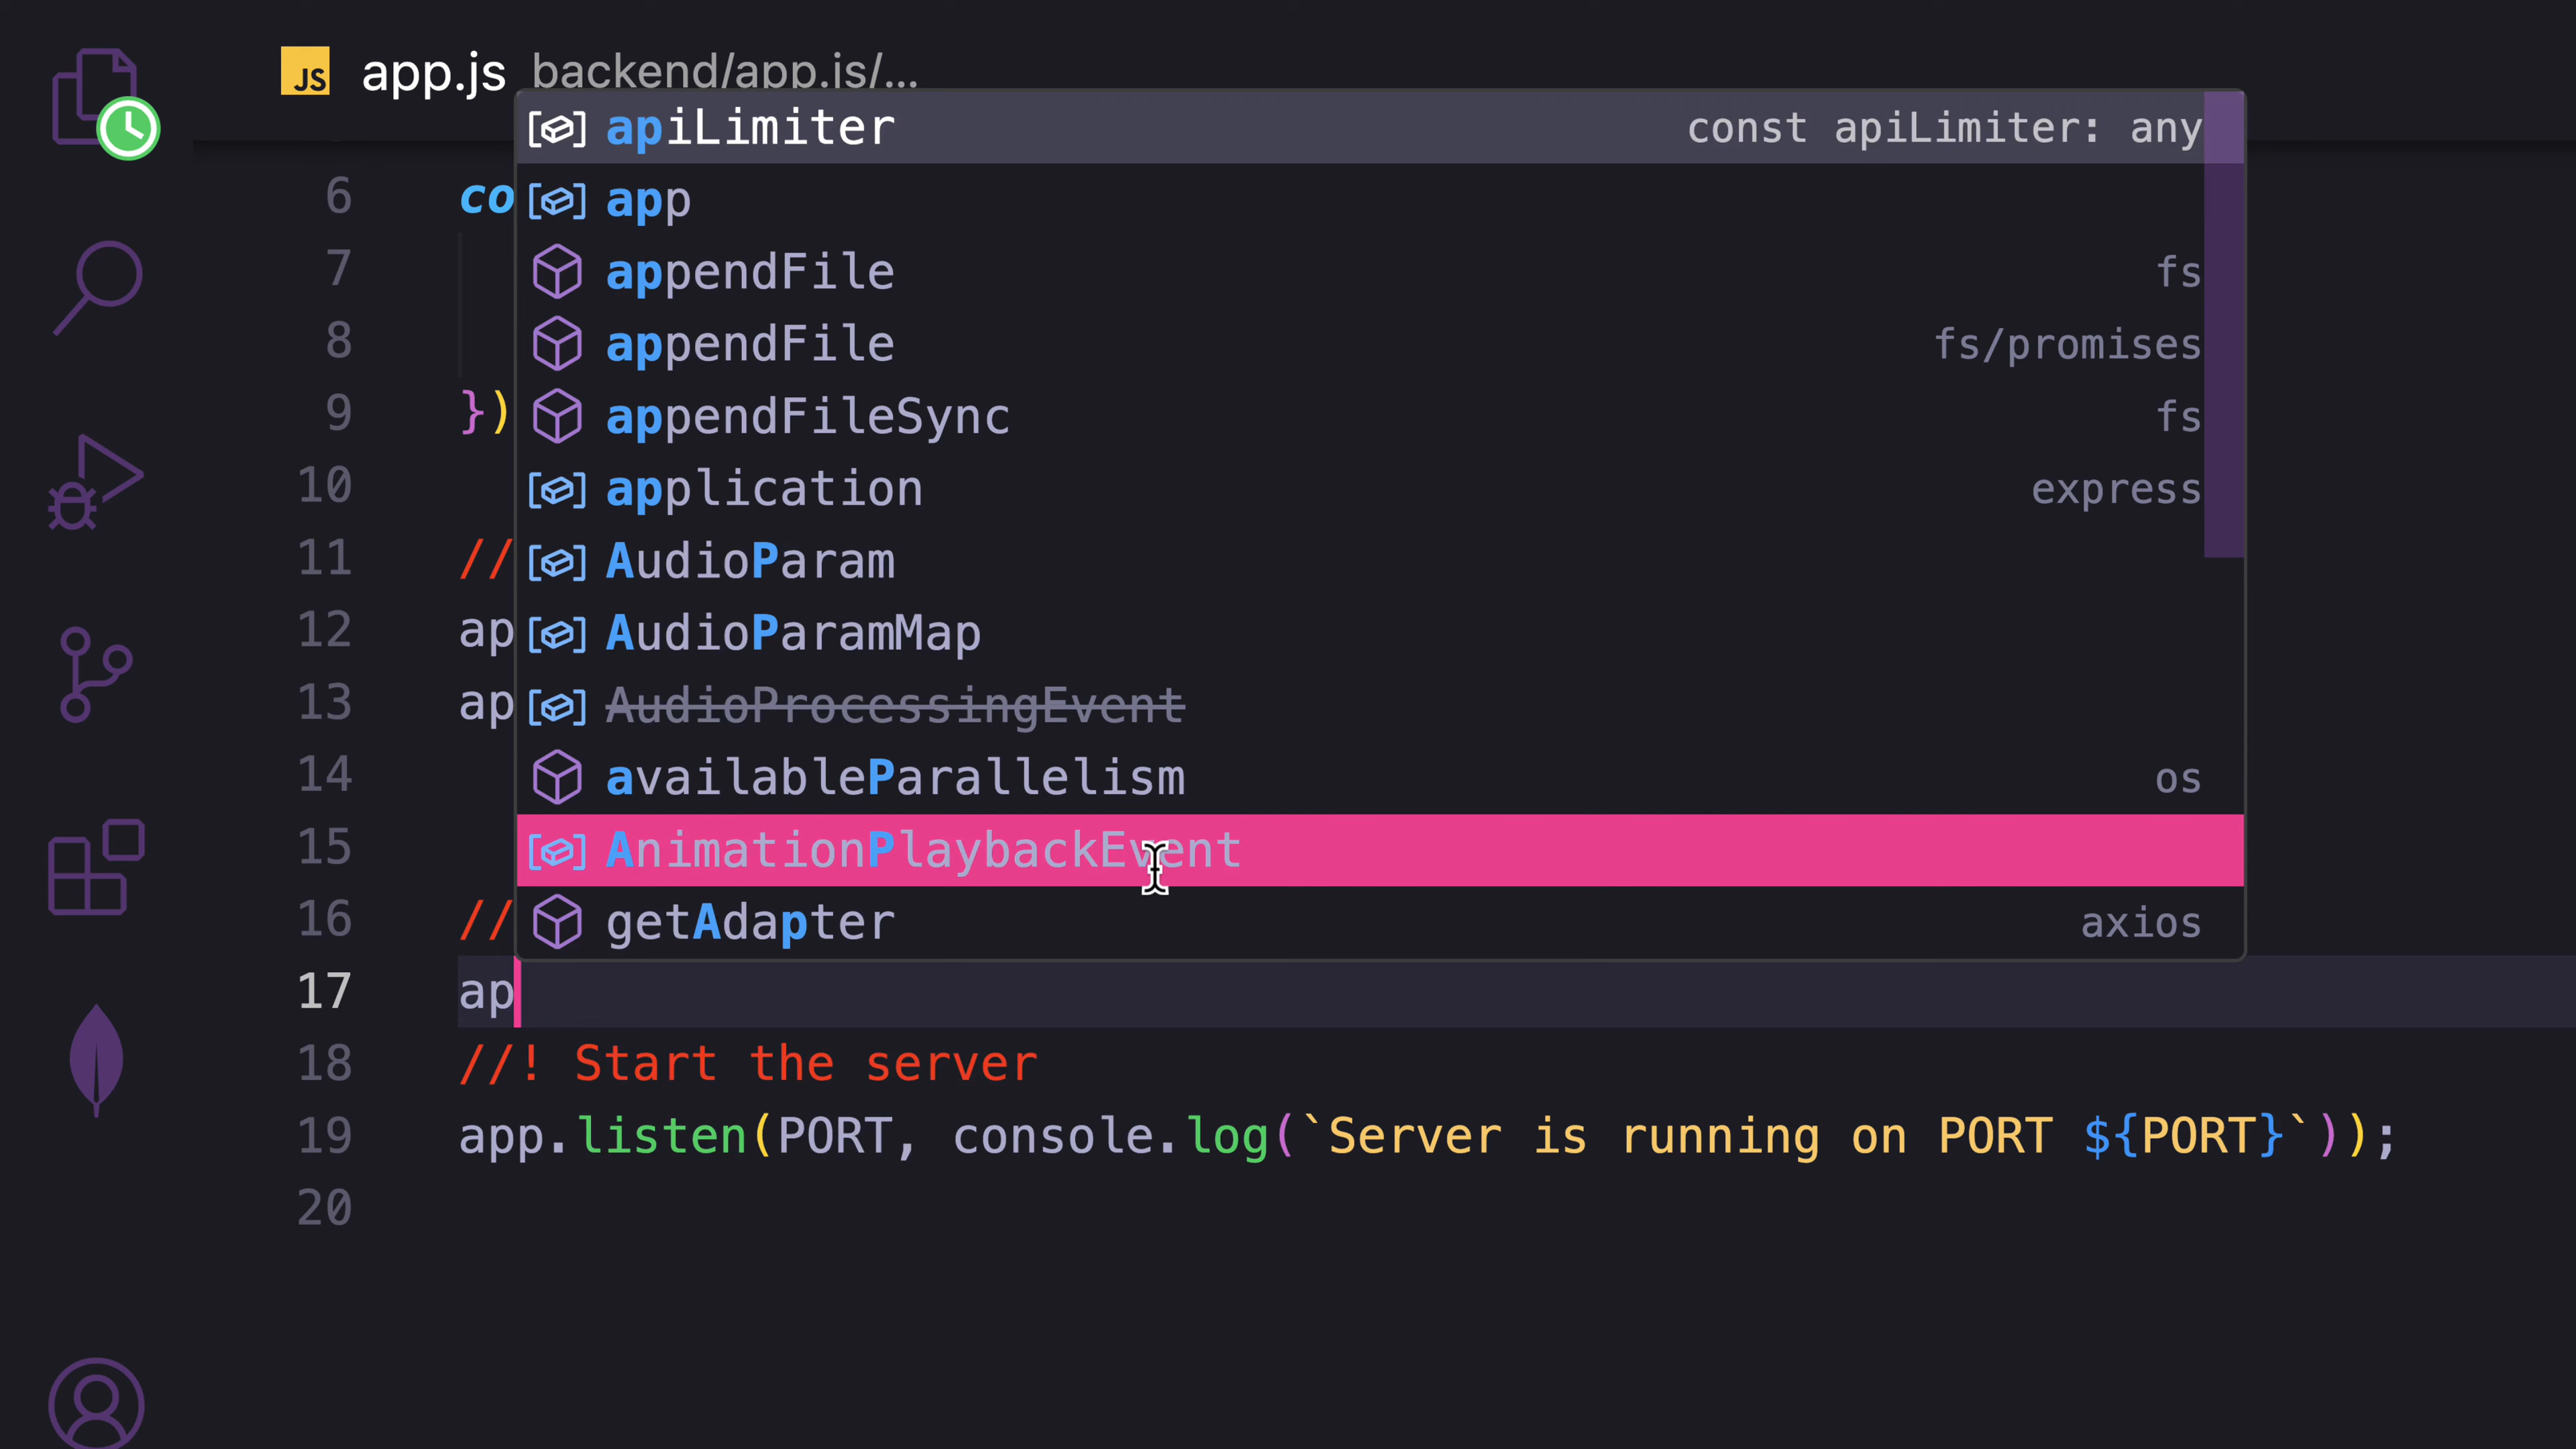 JS app.js backend/app.is/...
apiLimiter const apiLimiter: any
6 co app
7 appendFile fs
8 appendFile fs/promises
9 }) appendFileSync fs
10 application express
11 // AudioParam
12 ap AudioParamMap
13 ap AudioProcessingEvent
14 availableParallelism os
15 AnimationPlaybackEvent
16 // getAdapter axios
17 ap
18 //! Start the server
19 app.listen(PORT, console.log(`Server is running on PORT ${PORT}`));
20